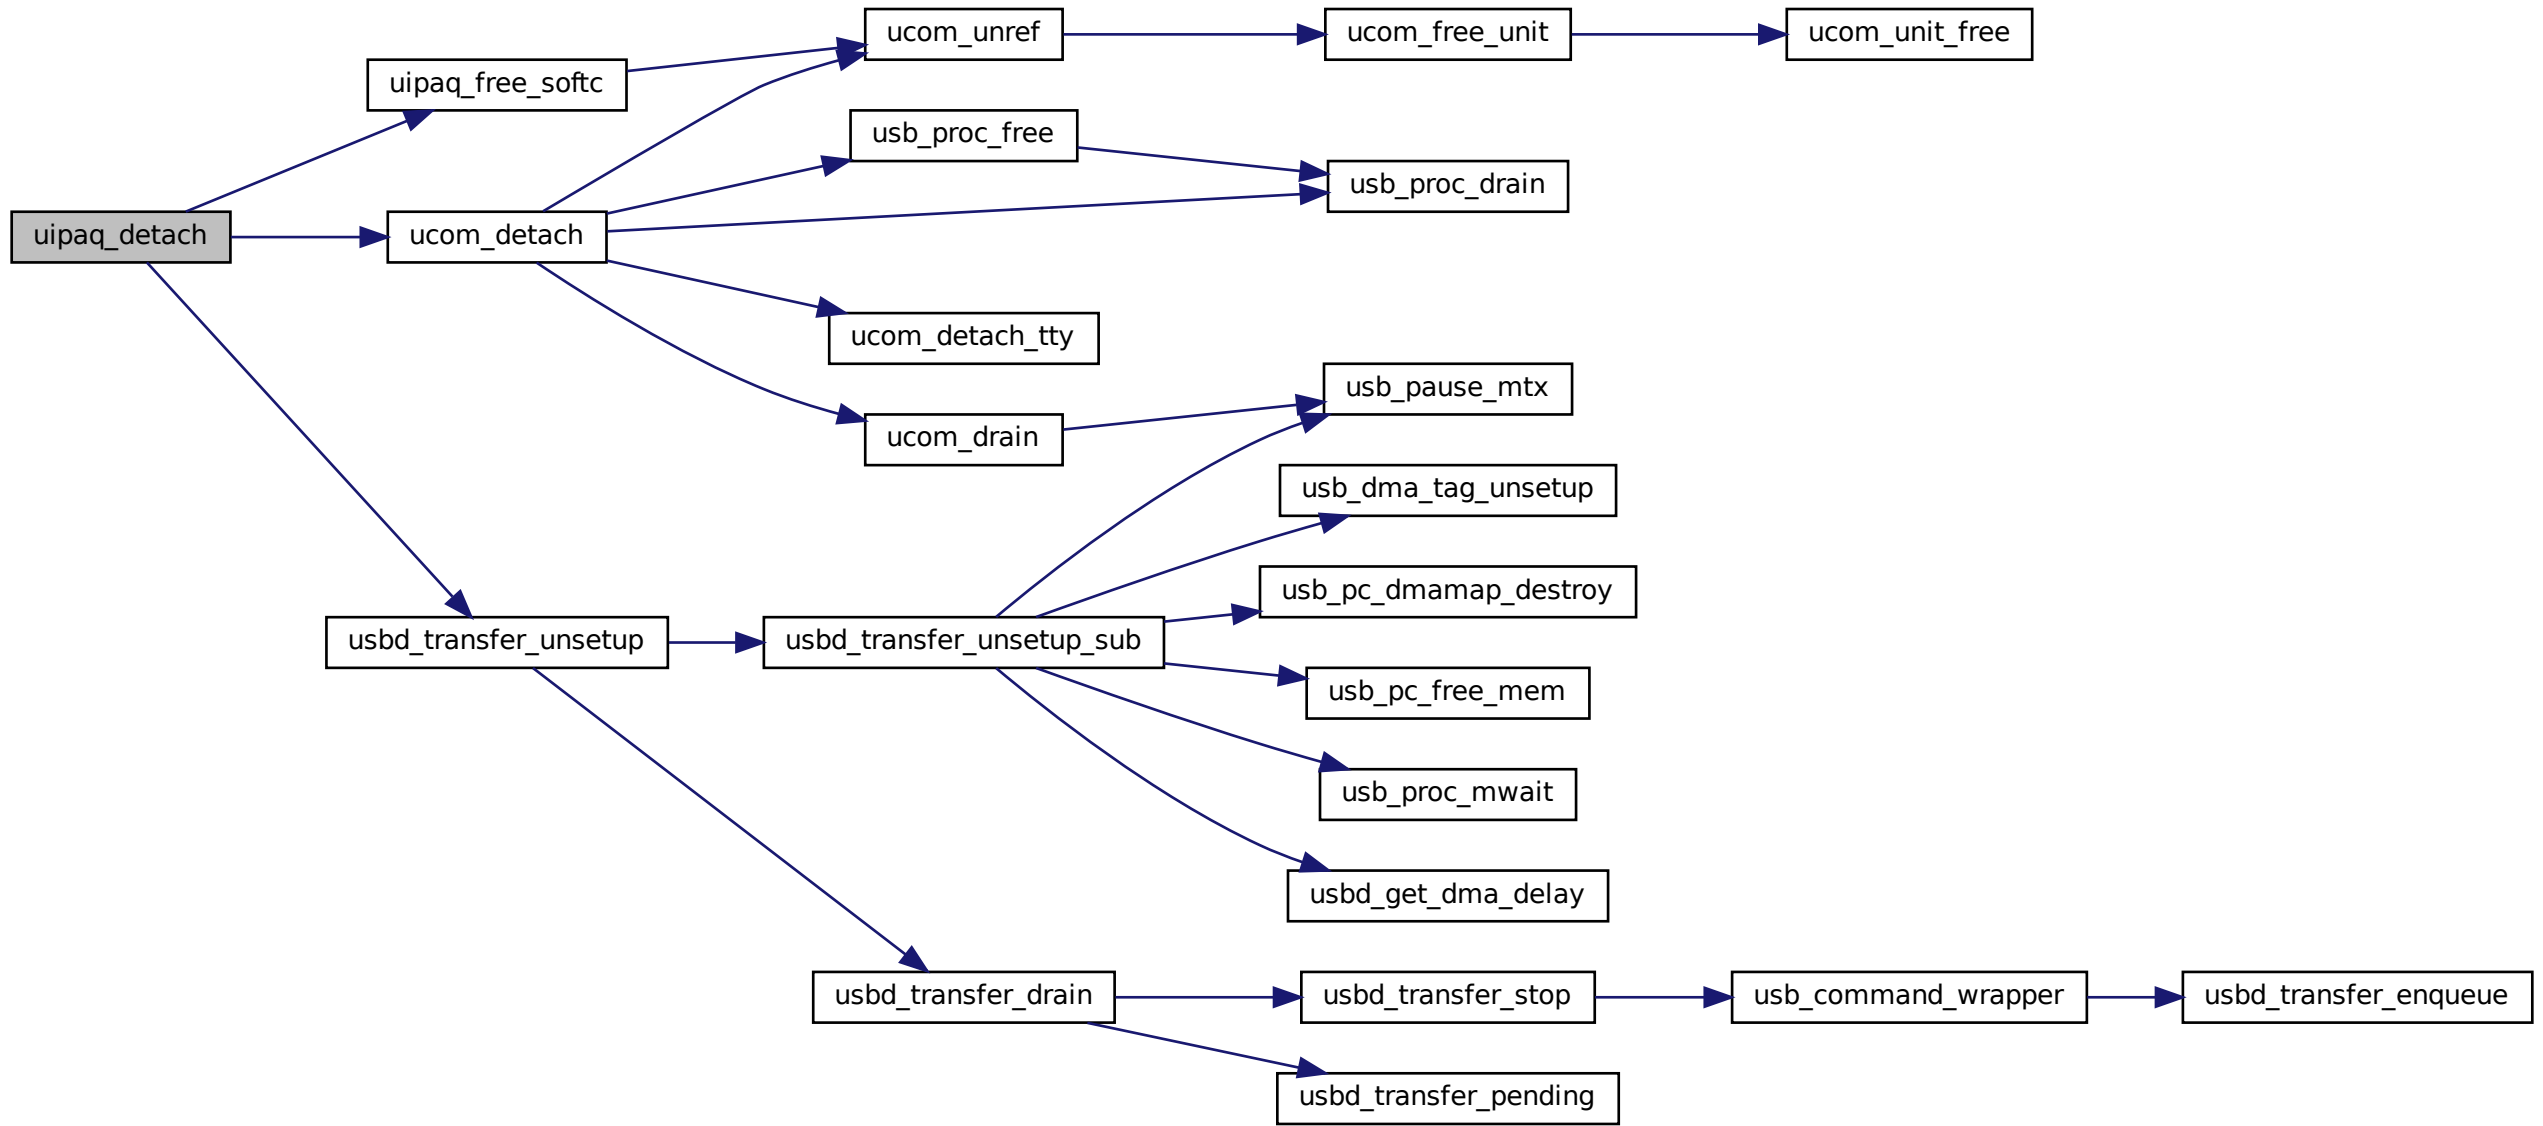 ucom_unref
ucom_free_unit
ucom_unit_free
uipaq_free_softc
usb_proc_free
usb_proc_drain
uipaq_detach
ucom_detach
ucom_detach_tty
usb_pause_mtx
ucom_drain
usb_dma_tag_unsetup
usb_pc_dmamap_destroy
usbd_transfer_unsetup
usbd_transfer_unsetup_sub
usb_pc_free_mem
usb_proc_mwait
usbd_get_dma_delay
usbd_transfer_drain
usbd_transfer_stop
usb_command_wrapper
usbd_transfer_enqueue
usbd_transfer_pending